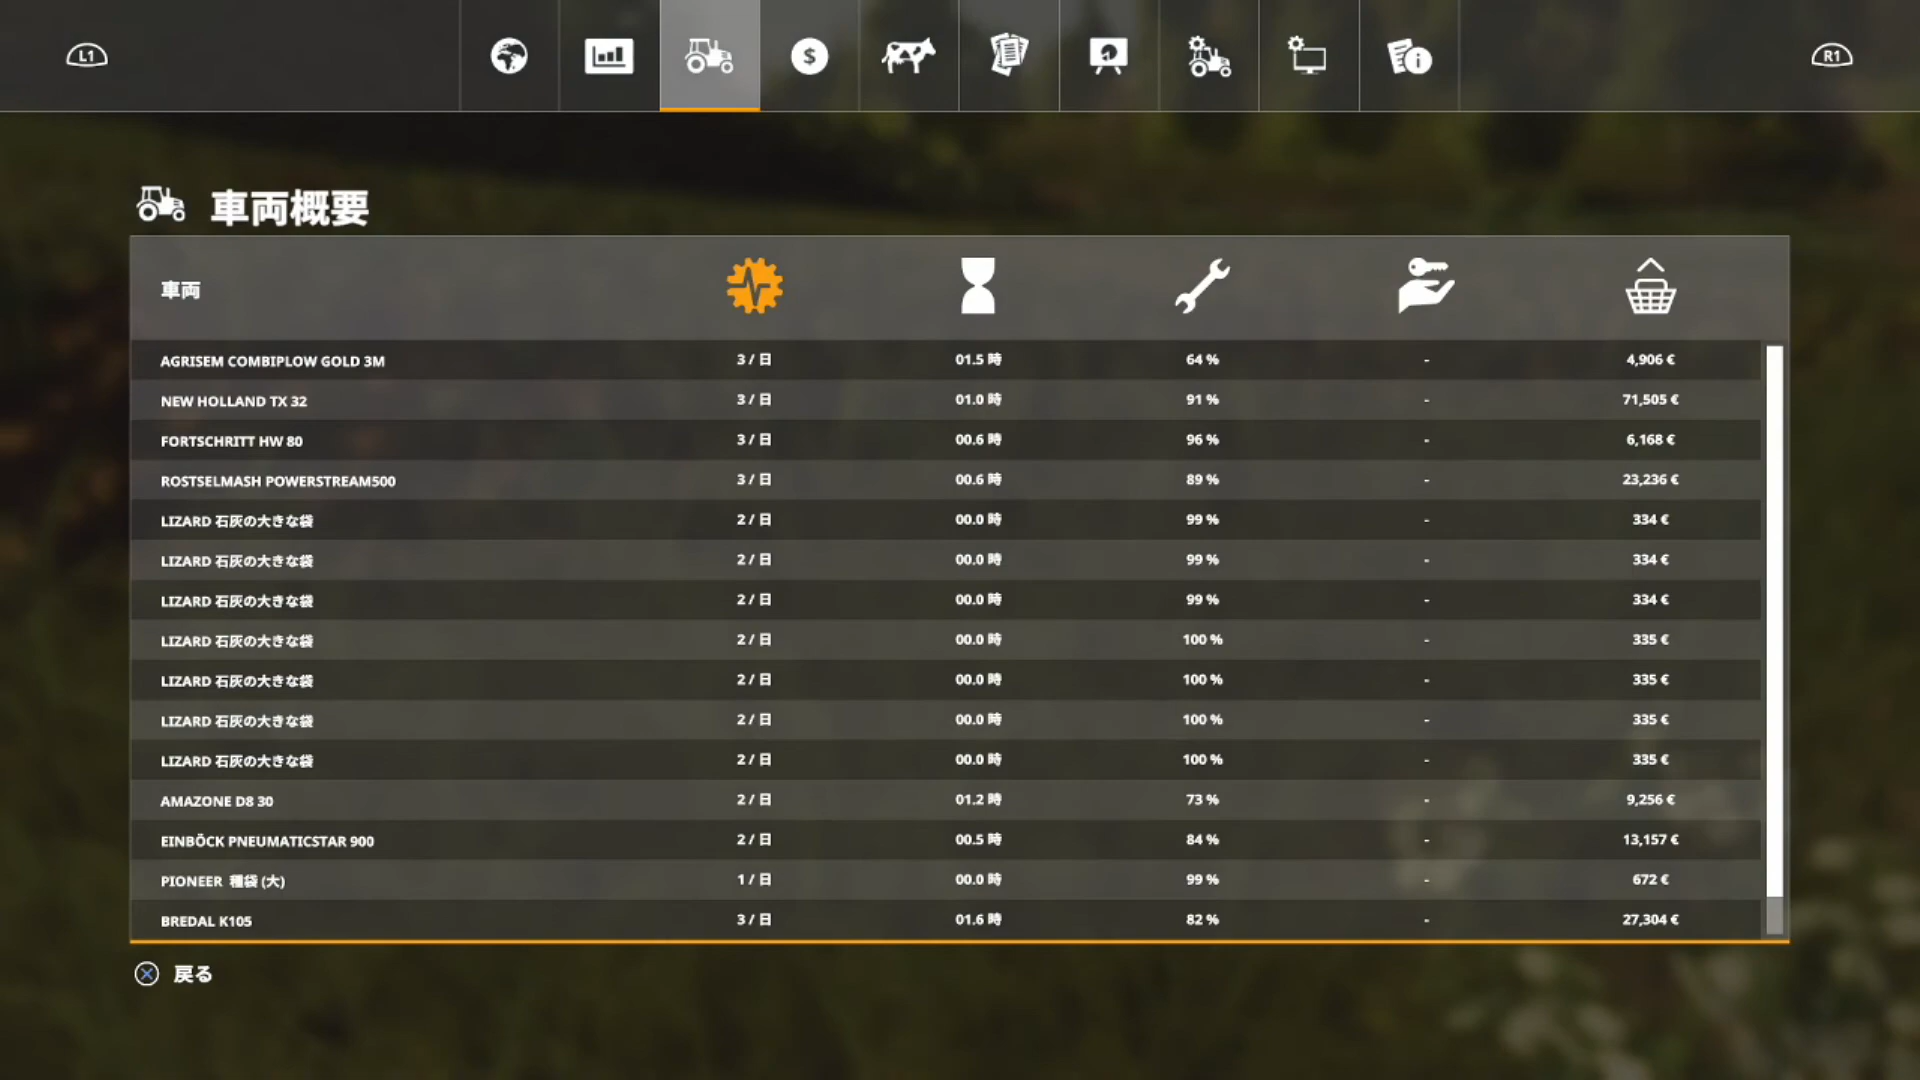 L1
$
R1
車両概要
車両
AGRISEM COMBIPLOW GOLD 3M 3 / 日 01.5 時 64 % - 4,906 €
NEW HOLLAND TX 32 3 / 日 01.0 時 91 % - 71,505 €
FORTSCHRITT HW 80 3 / 日 00.6 時 96 % - 6,168 €
ROSTSELMASH POWERSTREAM500 3 / 日 00.6 時 89 % - 23,236 €
LIZARD 石灰の大きな袋 2 / 日 00.0 時 99 % - 334 €
LIZARD 石灰の大きな袋 2 / 日 00.0 時 99 % - 334 €
LIZARD 石灰の大きな袋 2 / 日 00.0 時 99 % - 334 €
LIZARD 石灰の大きな袋 2 / 日 00.0 時 100 % - 335 €
LIZARD 石灰の大きな袋 2 / 日 00.0 時 100 % - 335 €
LIZARD 石灰の大きな袋 2 / 日 00.0 時 100 % - 335 €
LIZARD 石灰の大きな袋 2 / 日 00.0 時 100 % - 335 €
AMAZONE D8 30 2 / 日 01.2 時 73 % - 9,256 €
EINBÖCK PNEUMATICSTAR 900 2 / 日 00.5 時 84 % - 13,157 €
PIONEER 種袋 (大) 1 / 日 00.0 時 99 % - 672 €
BREDAL K105 3 / 日 01.6 時 82 % - 27,304 €
戻る